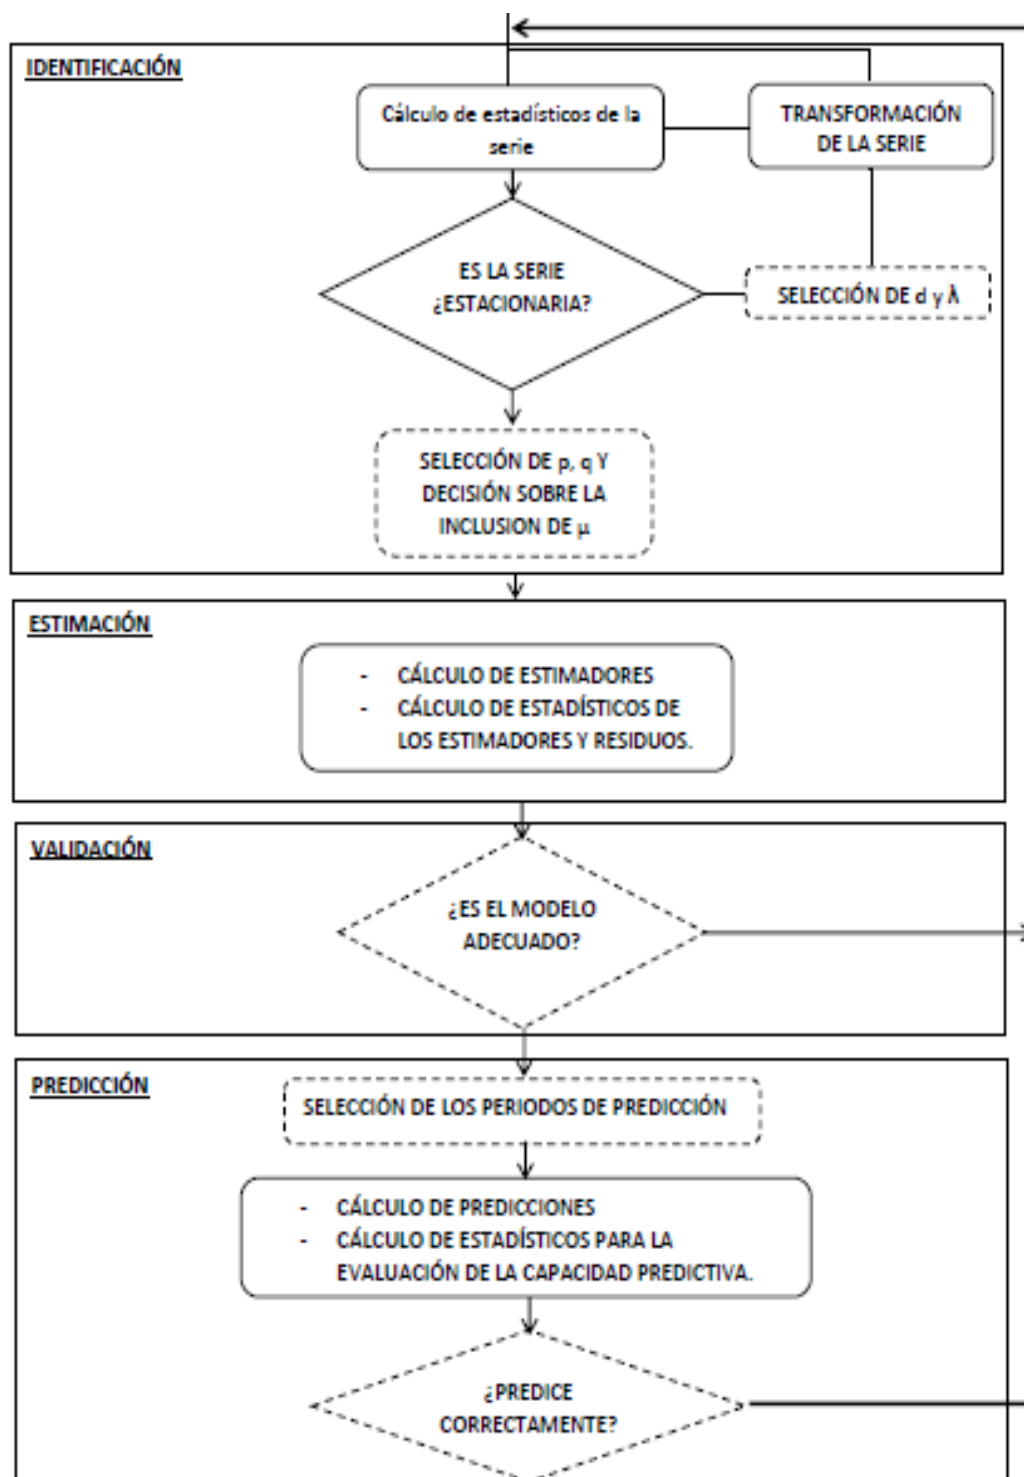 IDENTIFICACIÓN
Cálculo de estadísticos de la
serie
TRANSFORMACIÓN
DE LA SERIE
ES LA SERIE
¿ESTACIONARIA?
SELECCIÓN DE d y λ
SELECCIÓN DE p, q Y
DECISIÓN SOBRE LA
INCLUSION DE μ
ESTIMACIÓN
- CÁLCULO DE ESTIMADORES
- CÁLCULO DE ESTADÍSTICOS DE
LOS ESTIMADORES Y RESIDUOS.
VALIDACIÓN
¿ES EL MODELO
ADECUADO?
PREDICCIÓN
SELECCIÓN DE LOS PERIODOS DE PREDICCIÓN
- CÁLCULO DE PREDICCIONES
- CÁLCULO DE ESTADÍSTICOS PARA LA
EVALUACIÓN DE LA CAPACIDAD PREDICTIVA.
¿PREDICE
CORRECTAMENTE?